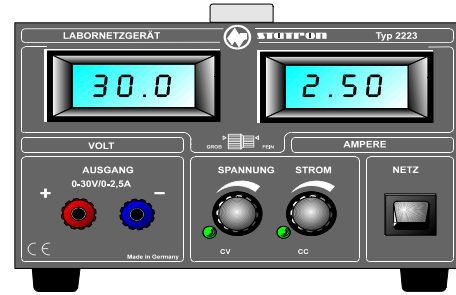 LABORNETZGERÄT
statron
Typ 2223
30.0
2.50
VOLT
GROB
FEIN
AMPERE
AUSGANG
0-30V/0-2,5A
+
–
SPANNUNG
STROM
NETZ
CV
CC
CE
Made in Germany